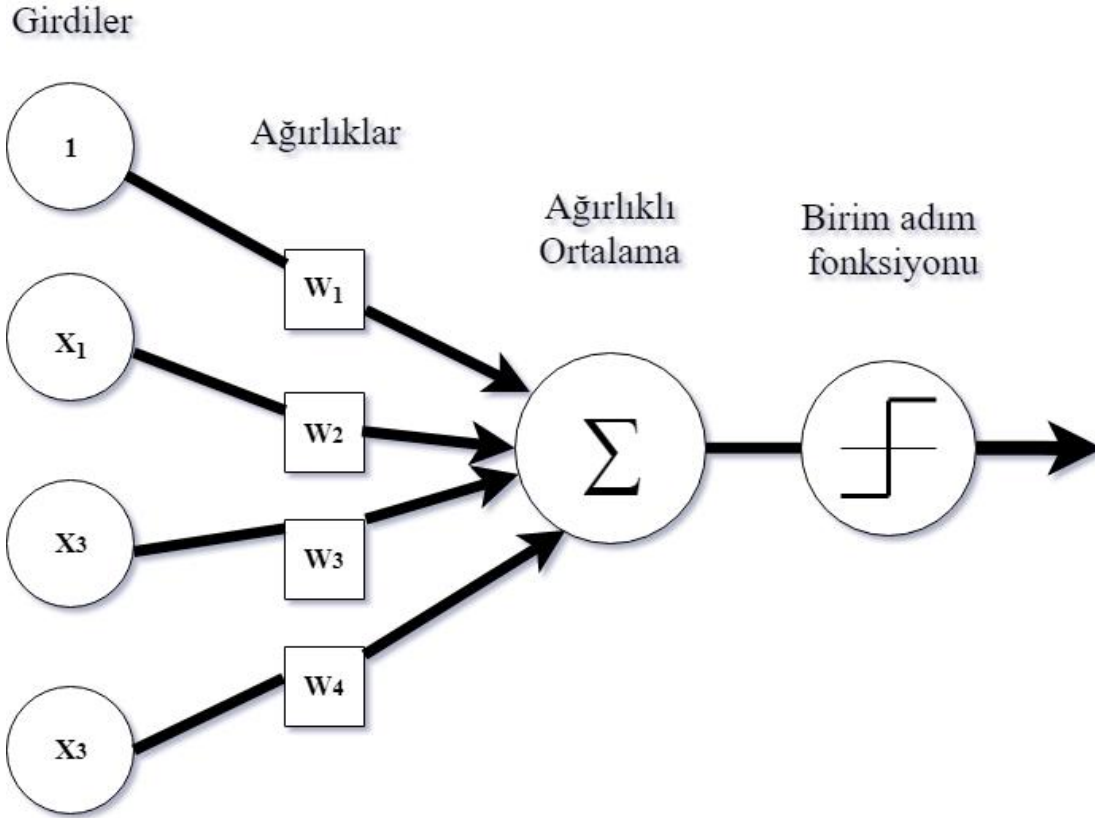 Girdiler
1
Ağırlıklar
Ağırlıklı
Ortalama
Birim adım
fonksiyonu
W1
X1
W2
∑
X3
W3
W4
X3